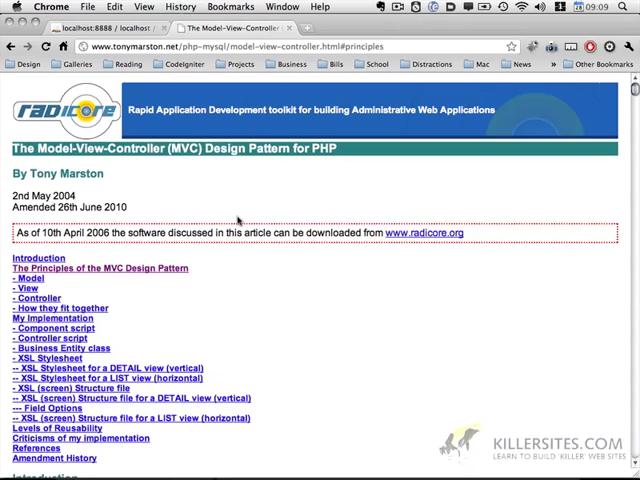 Chrome File Edit View History Bookmarks Window Help 09:09
localhost:8888 / localhost / The Model-View-Controller (
www.tonymarston.net/php-mysql/model-view-controller.html#principles
Design Galleries Reading CodeIgniter Projects Business Bills School Distractions Mac News Other Bookmarks
radicore
Rapid Application Development toolkit for building Administrative Web Applications
The Model-View-Controller (MVC) Design Pattern for PHP
By Tony Marston
2nd May 2004
Amended 26th June 2010
As of 10th April 2006 the software discussed in this article can be downloaded from www.radicore.org
Introduction
The Principles of the MVC Design Pattern
- Model
- View
- Controller
- How they fit together
My Implementation
- Component script
- Controller script
- Business Entity class
- XSL Stylesheet
-- XSL Stylesheet for a DETAIL view (vertical)
-- XSL Stylesheet for a LIST view (horizontal)
- XSL (screen) Structure file
-- XSL (screen) Structure file for a DETAIL view (vertical)
--- Field Options
-- XSL (screen) Structure file for a LIST view (horizontal)
Levels of Reusability
Criticisms of my implementation
References
Amendment History
Introduction
KILLERSITES.COM
LEARN TO BUILD 'KILLER' WEB SITES